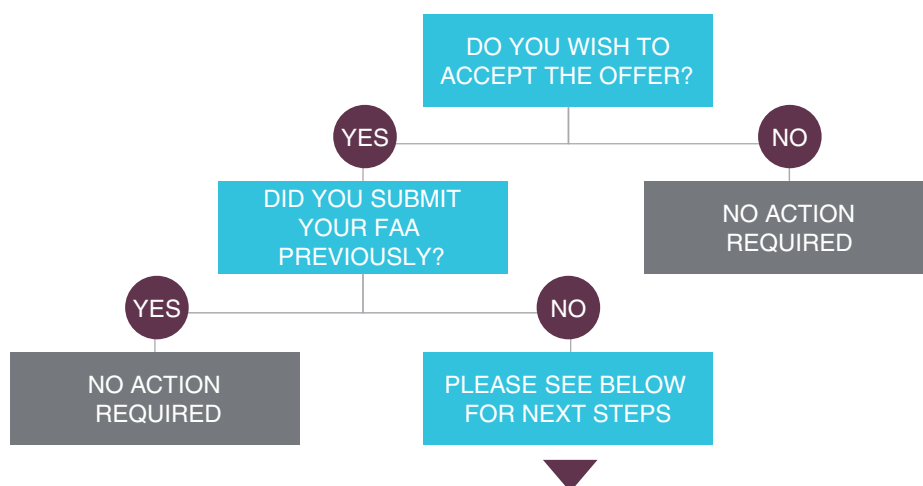 DO YOU WISH TO
ACCEPT THE OFFER?
YES
NO
DID YOU SUBMIT
YOUR FAA
PREVIOUSLY?
NO ACTION
REQUIRED
YES
NO
NO ACTION
REQUIRED
PLEASE SEE BELOW
FOR NEXT STEPS